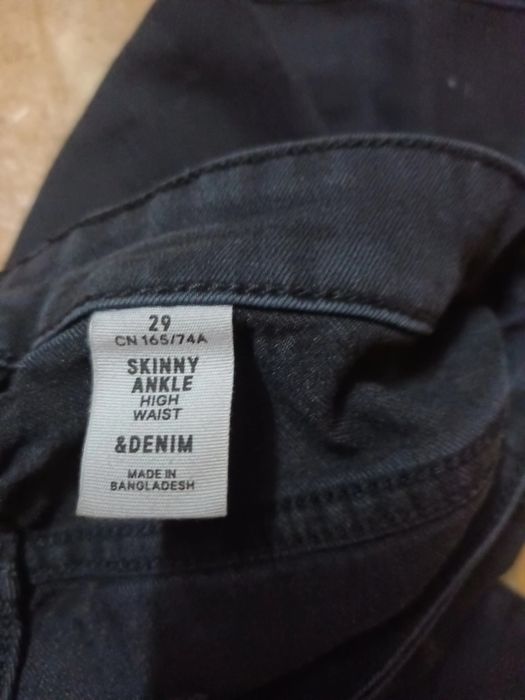 29
CN 165/74A
SKINNY
ANKLE
HIGH
WAIST
&DENIM
MADE IN
BANGLADESH